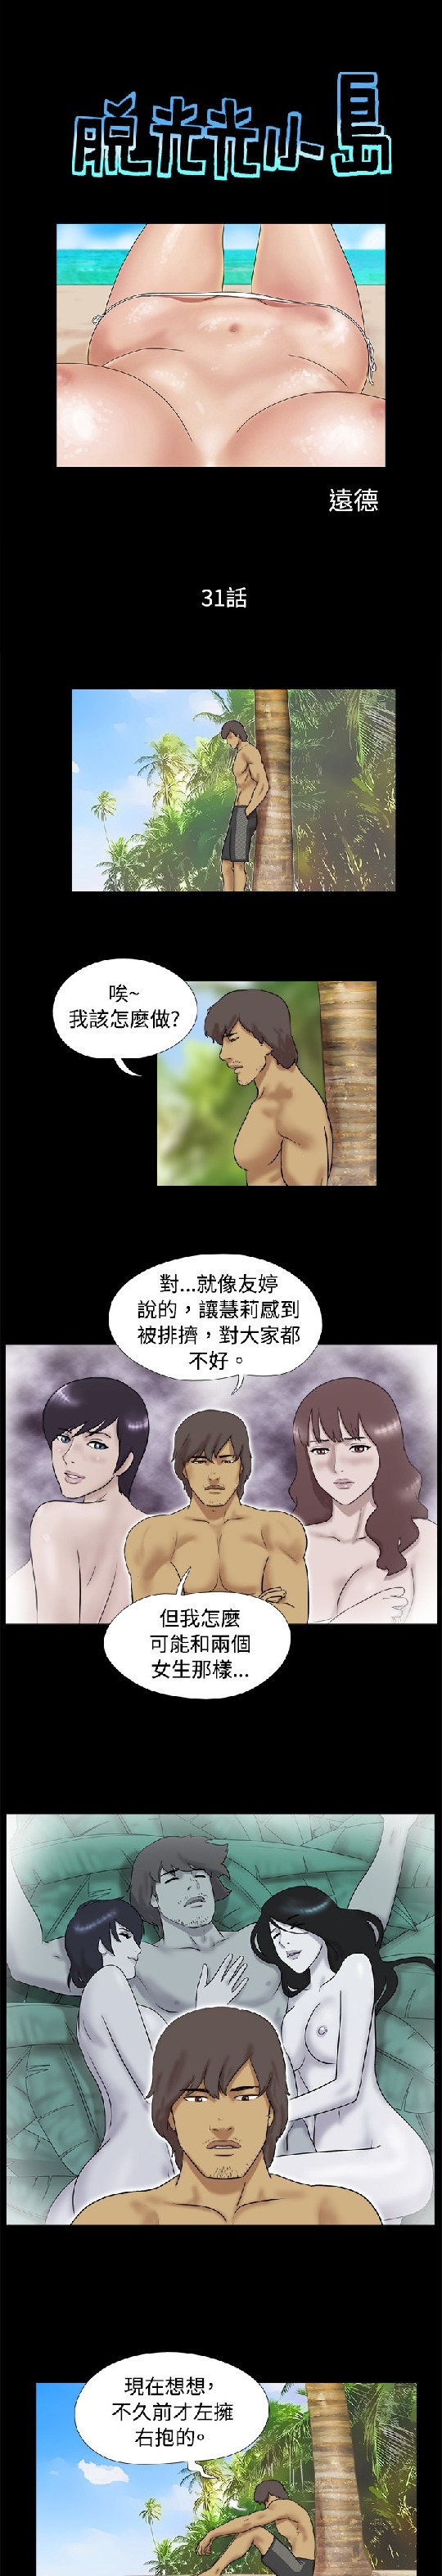 脫光光小島
遠德
31話
唉~
我該怎麼做?
對...就像友婷
說的，讓慧莉感到
被排擠，對大家都
不好。
但我怎麼
可能和兩個
女生那樣...
現在想想，
不久前才左擁
右抱的。